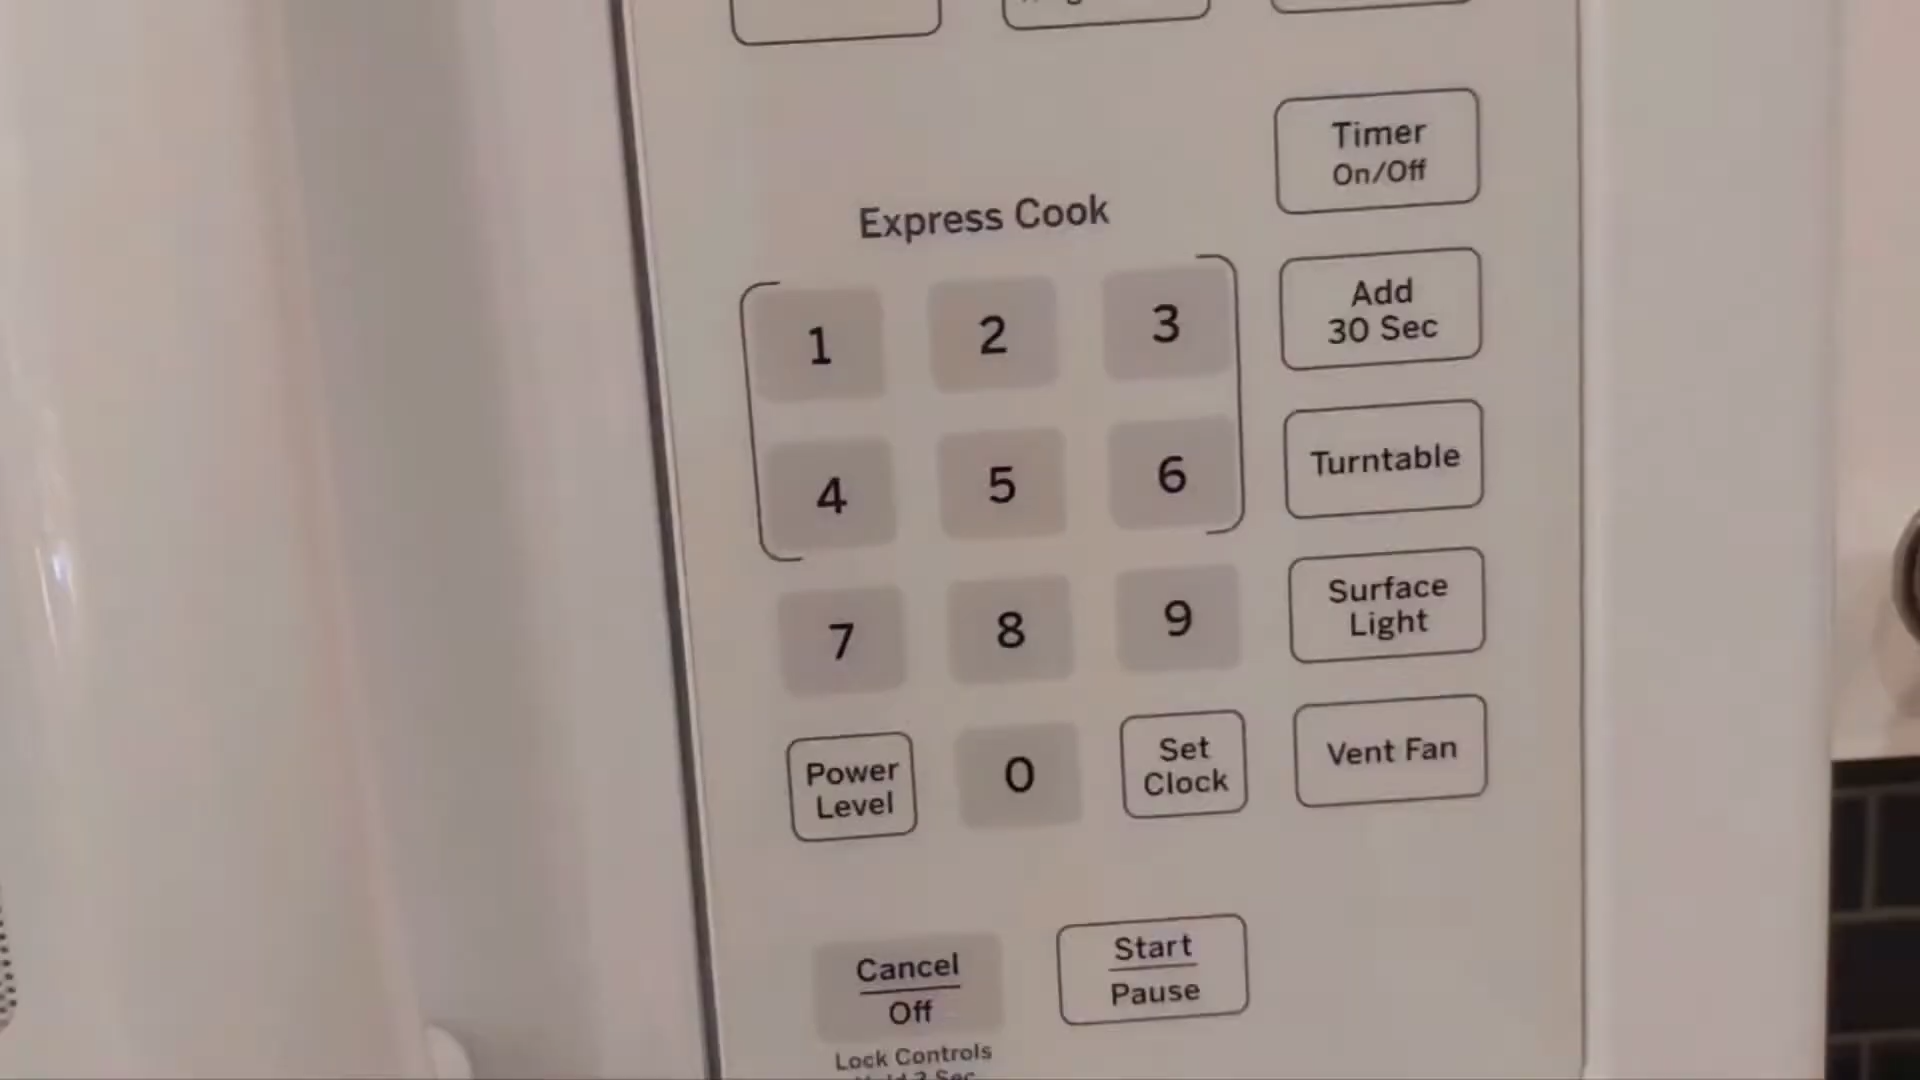 Timer
On/Off
Express Cook
1 2 3
Add
30 Sec
4 5 6
Turntable
7 8 9
Surface
Light
Power
Level
0
Set
Clock
Vent Fan
Cancel
Off
Start
Pause
Lock Controls
Sec